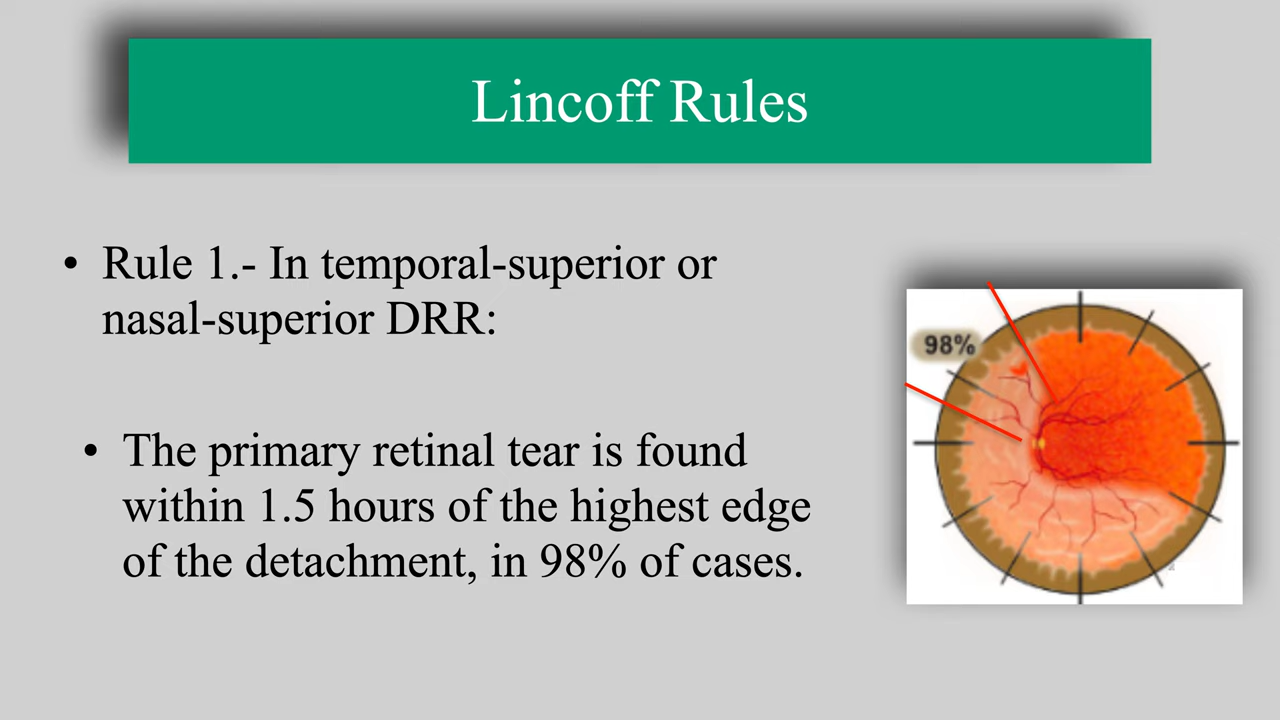 Lincoff Rules
• Rule 1.- In temporal-superior or
nasal-superior DRR:
98%
• The primary retinal tear is found
within 1.5 hours of the highest edge
of the detachment, in 98% of cases.